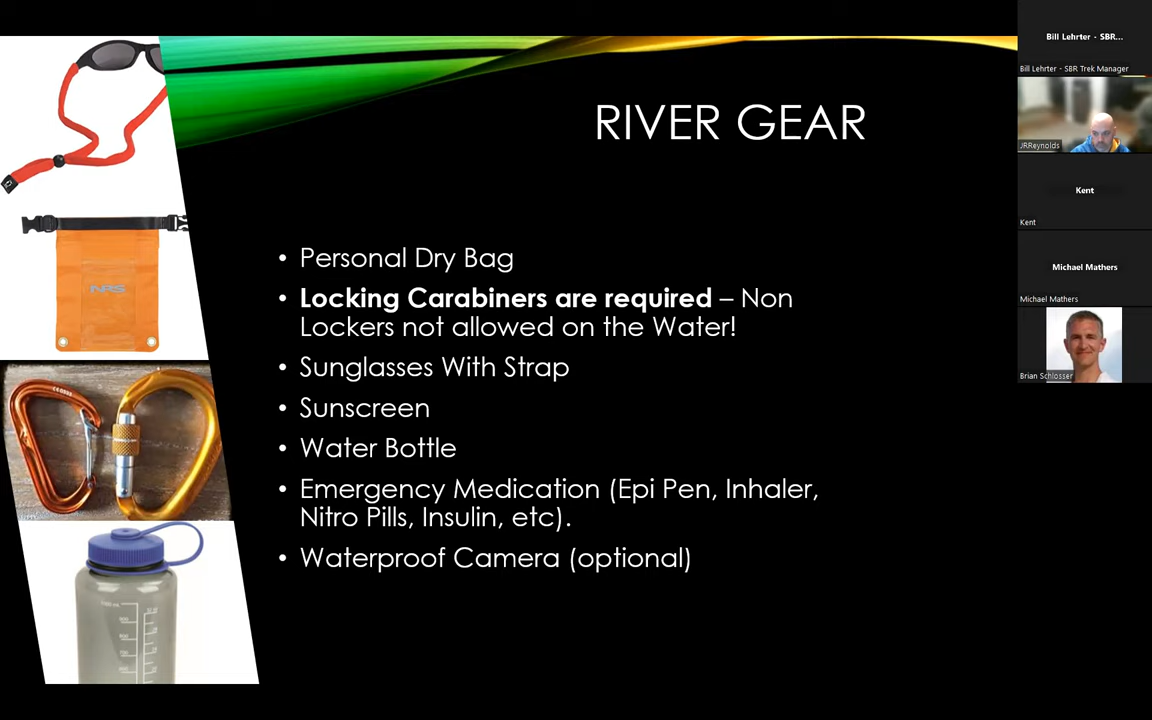 RIVER GEAR
• Personal Dry Bag
• Locking Carabiners are required – Non
Lockers not allowed on the Water!
• Sunglasses With Strap
• Sunscreen
• Water Bottle
• Emergency Medication (Epi Pen, Inhaler,
Nitro Pills, Insulin, etc).
• Waterproof Camera (optional)
NRS
Bill Lehrter - SBR...
Bill Lehrter - SBR Trek Manager
JRReynolds
Kent
Kent
Michael Mathers
Michael Mathers
Brian Schlosser